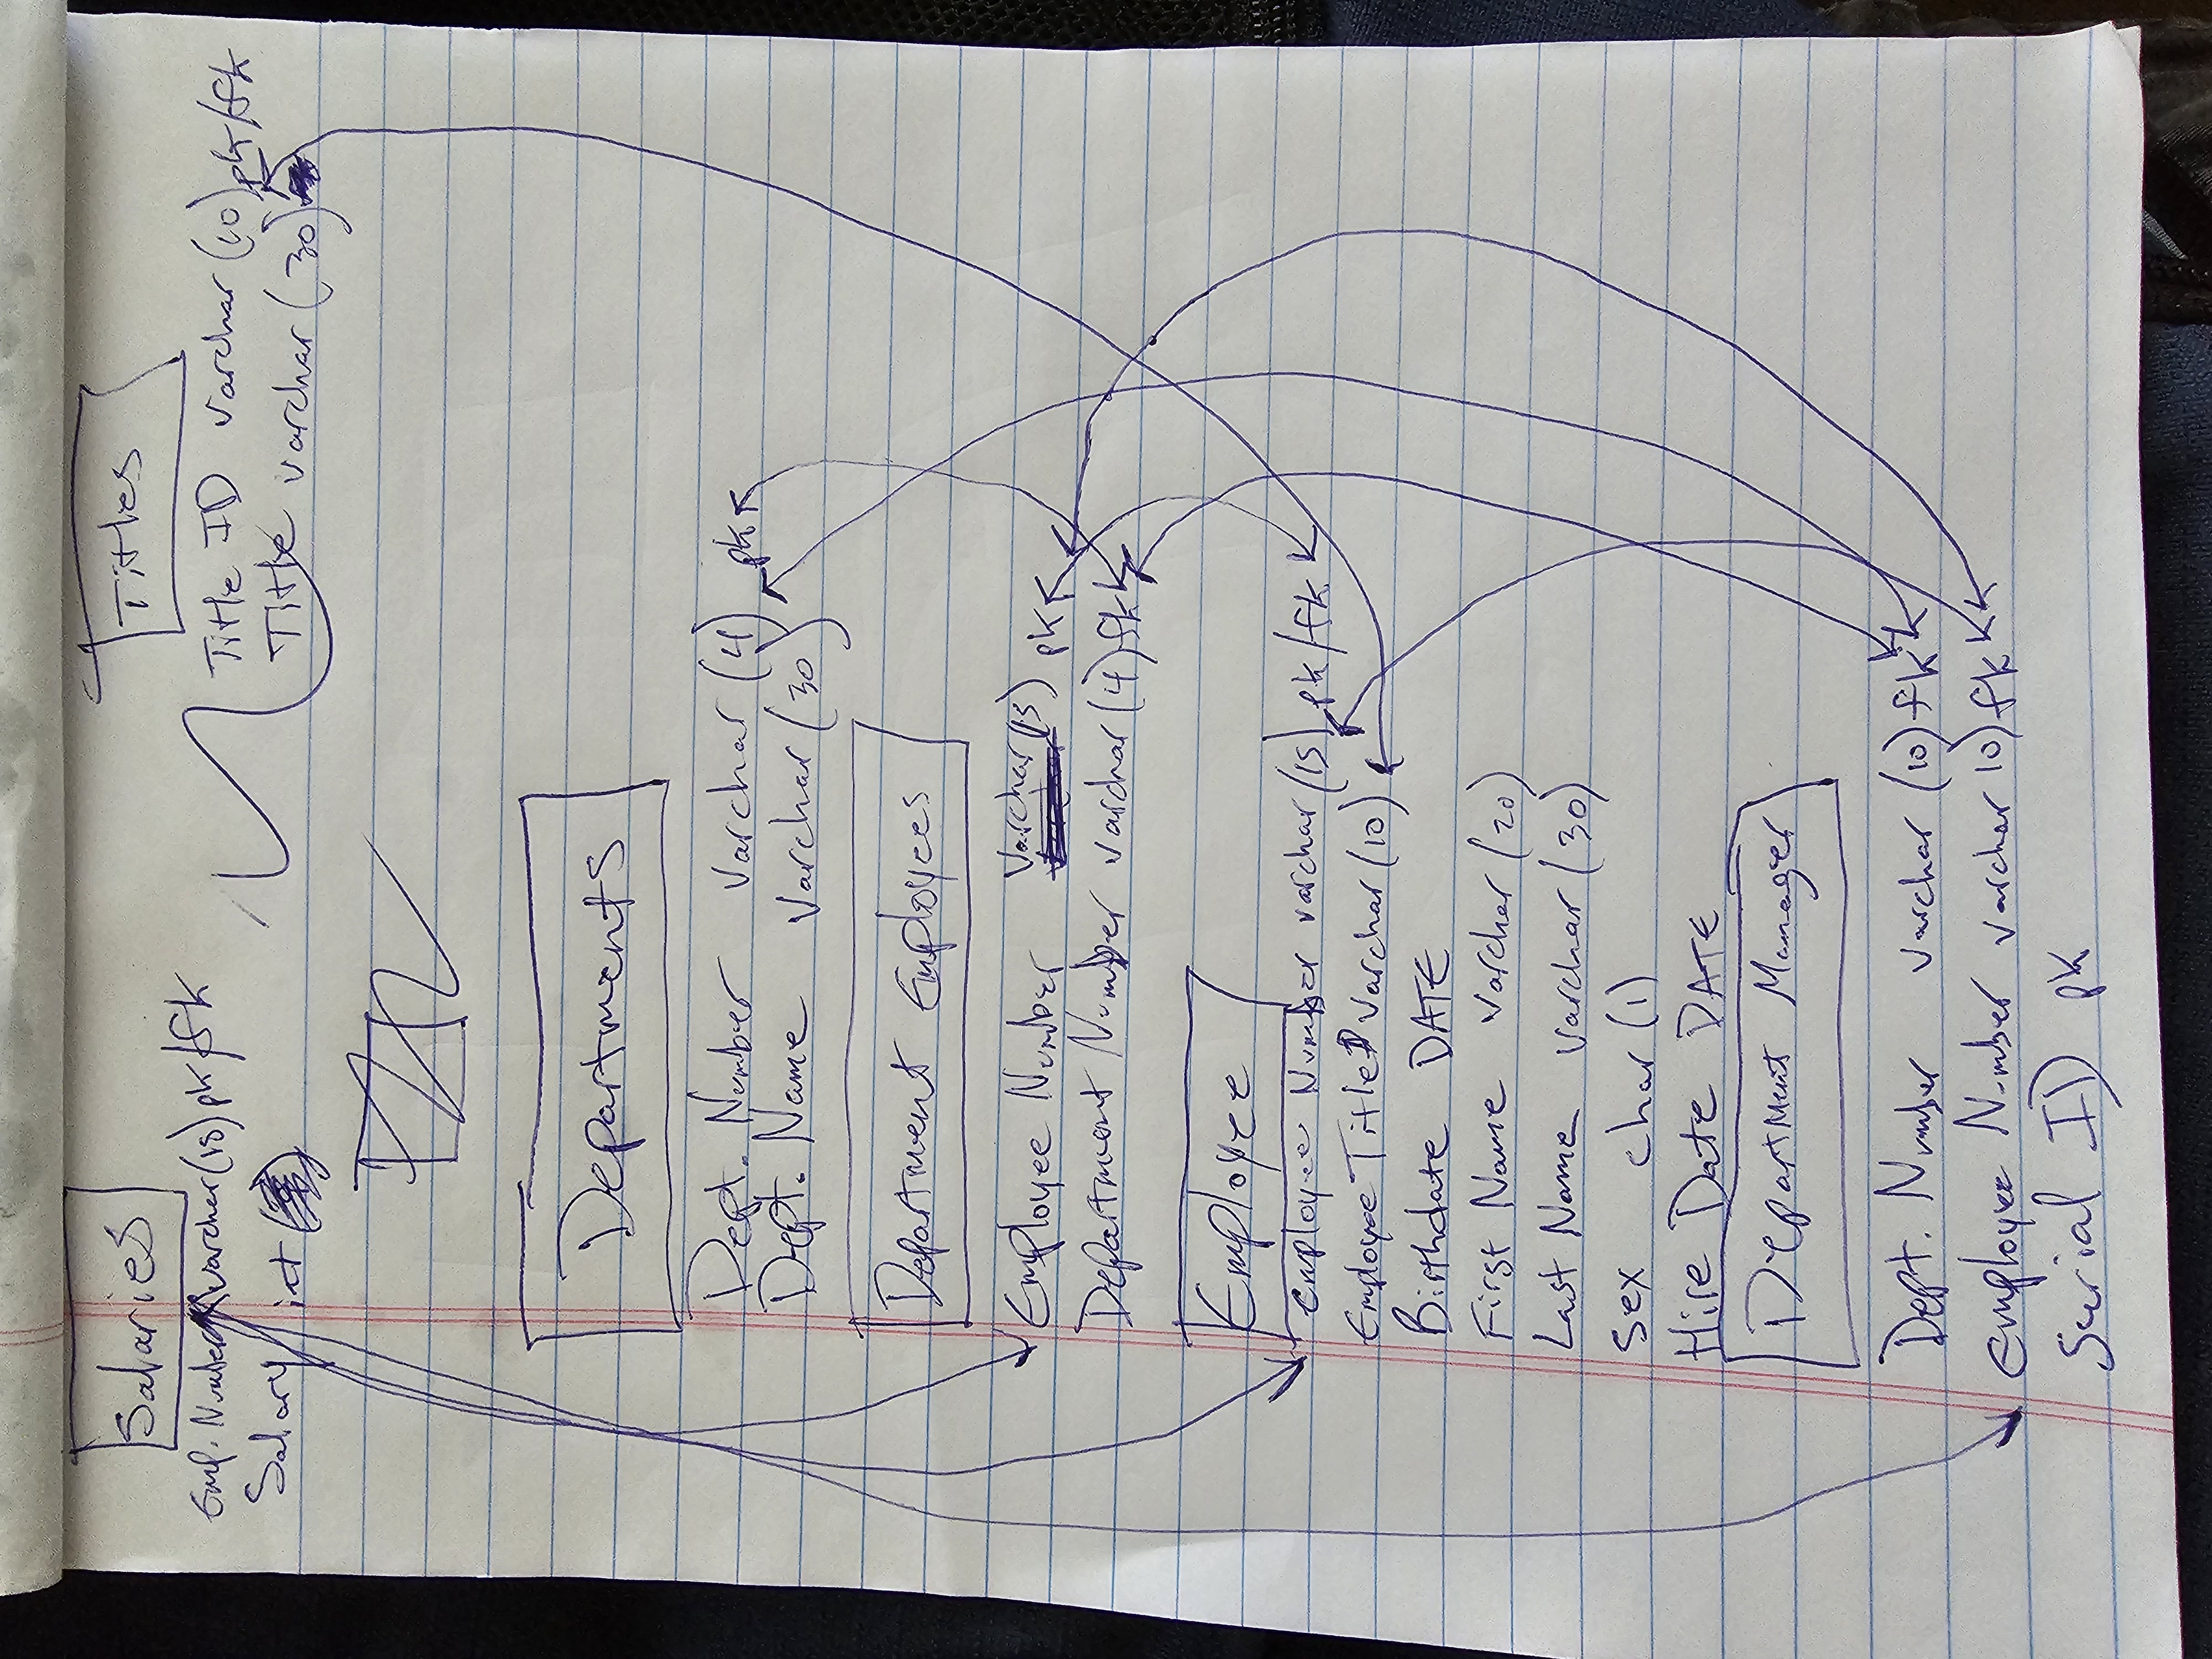 Salaries
Emp. Number varchar(15) pk/fk
Salary int
Titles
Title ID varchar (10) pk/fk
Title varchar (30)
Departments
Dept. Number varchar (4) pk
Dept. Name varchar (30)
Department Employees
Employee Number varchar (15) pk
Department Number varchar (4) fk
Employee
Employee Number varchar (15) pk/fk
Employee Title varchar (10)
Birthdate DATE
First Name varchar (20)
Last Name varchar (30)
Sex char (1)
Hire Date DATE
Department Manager
Dept. Number varchar (10) fk
Employee Number varchar 10) fk
Serial ID pk